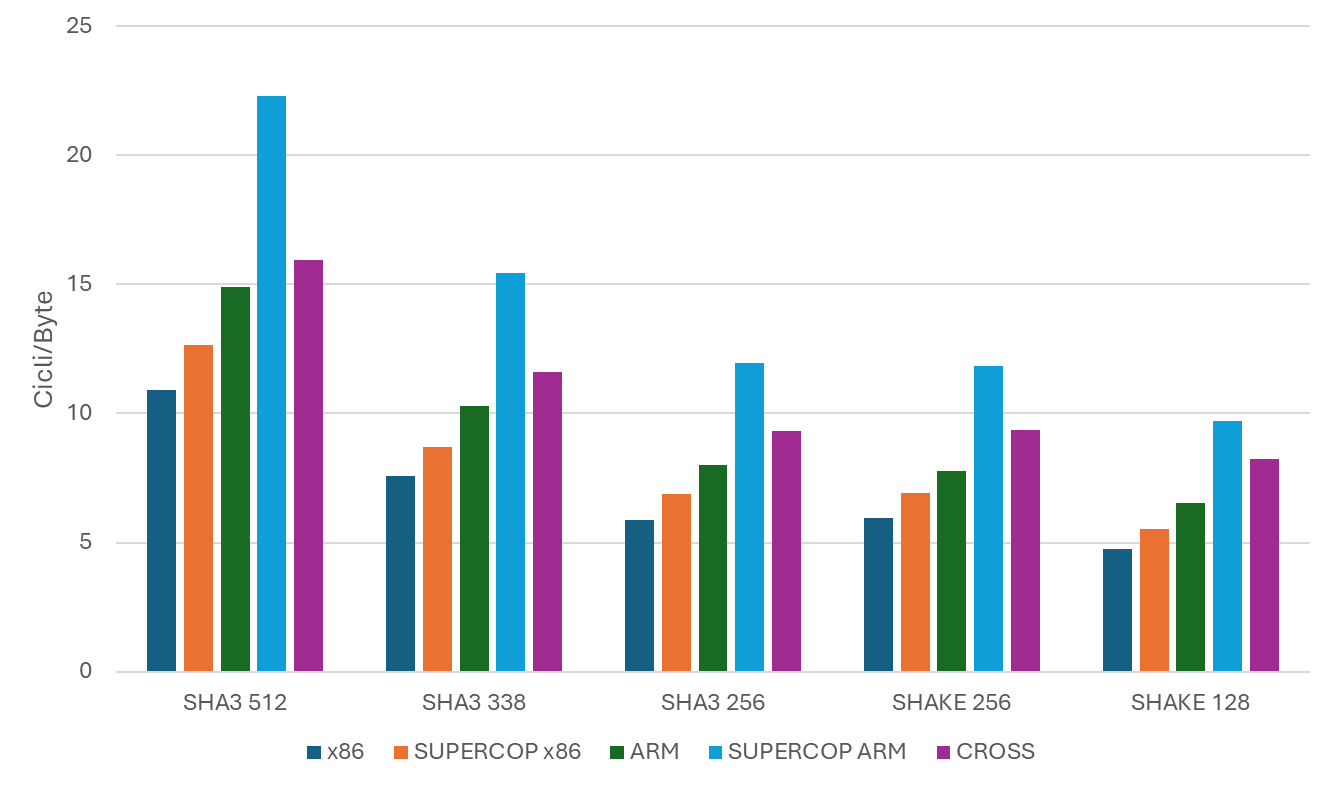 25
20
15
10
5
0
Cicli/Byte
SHA3 512 SHA3 338 SHA3 256 SHAKE 256 SHAKE 128
x86 SUPERCOP x86 ARM SUPERCOP ARM CROSS